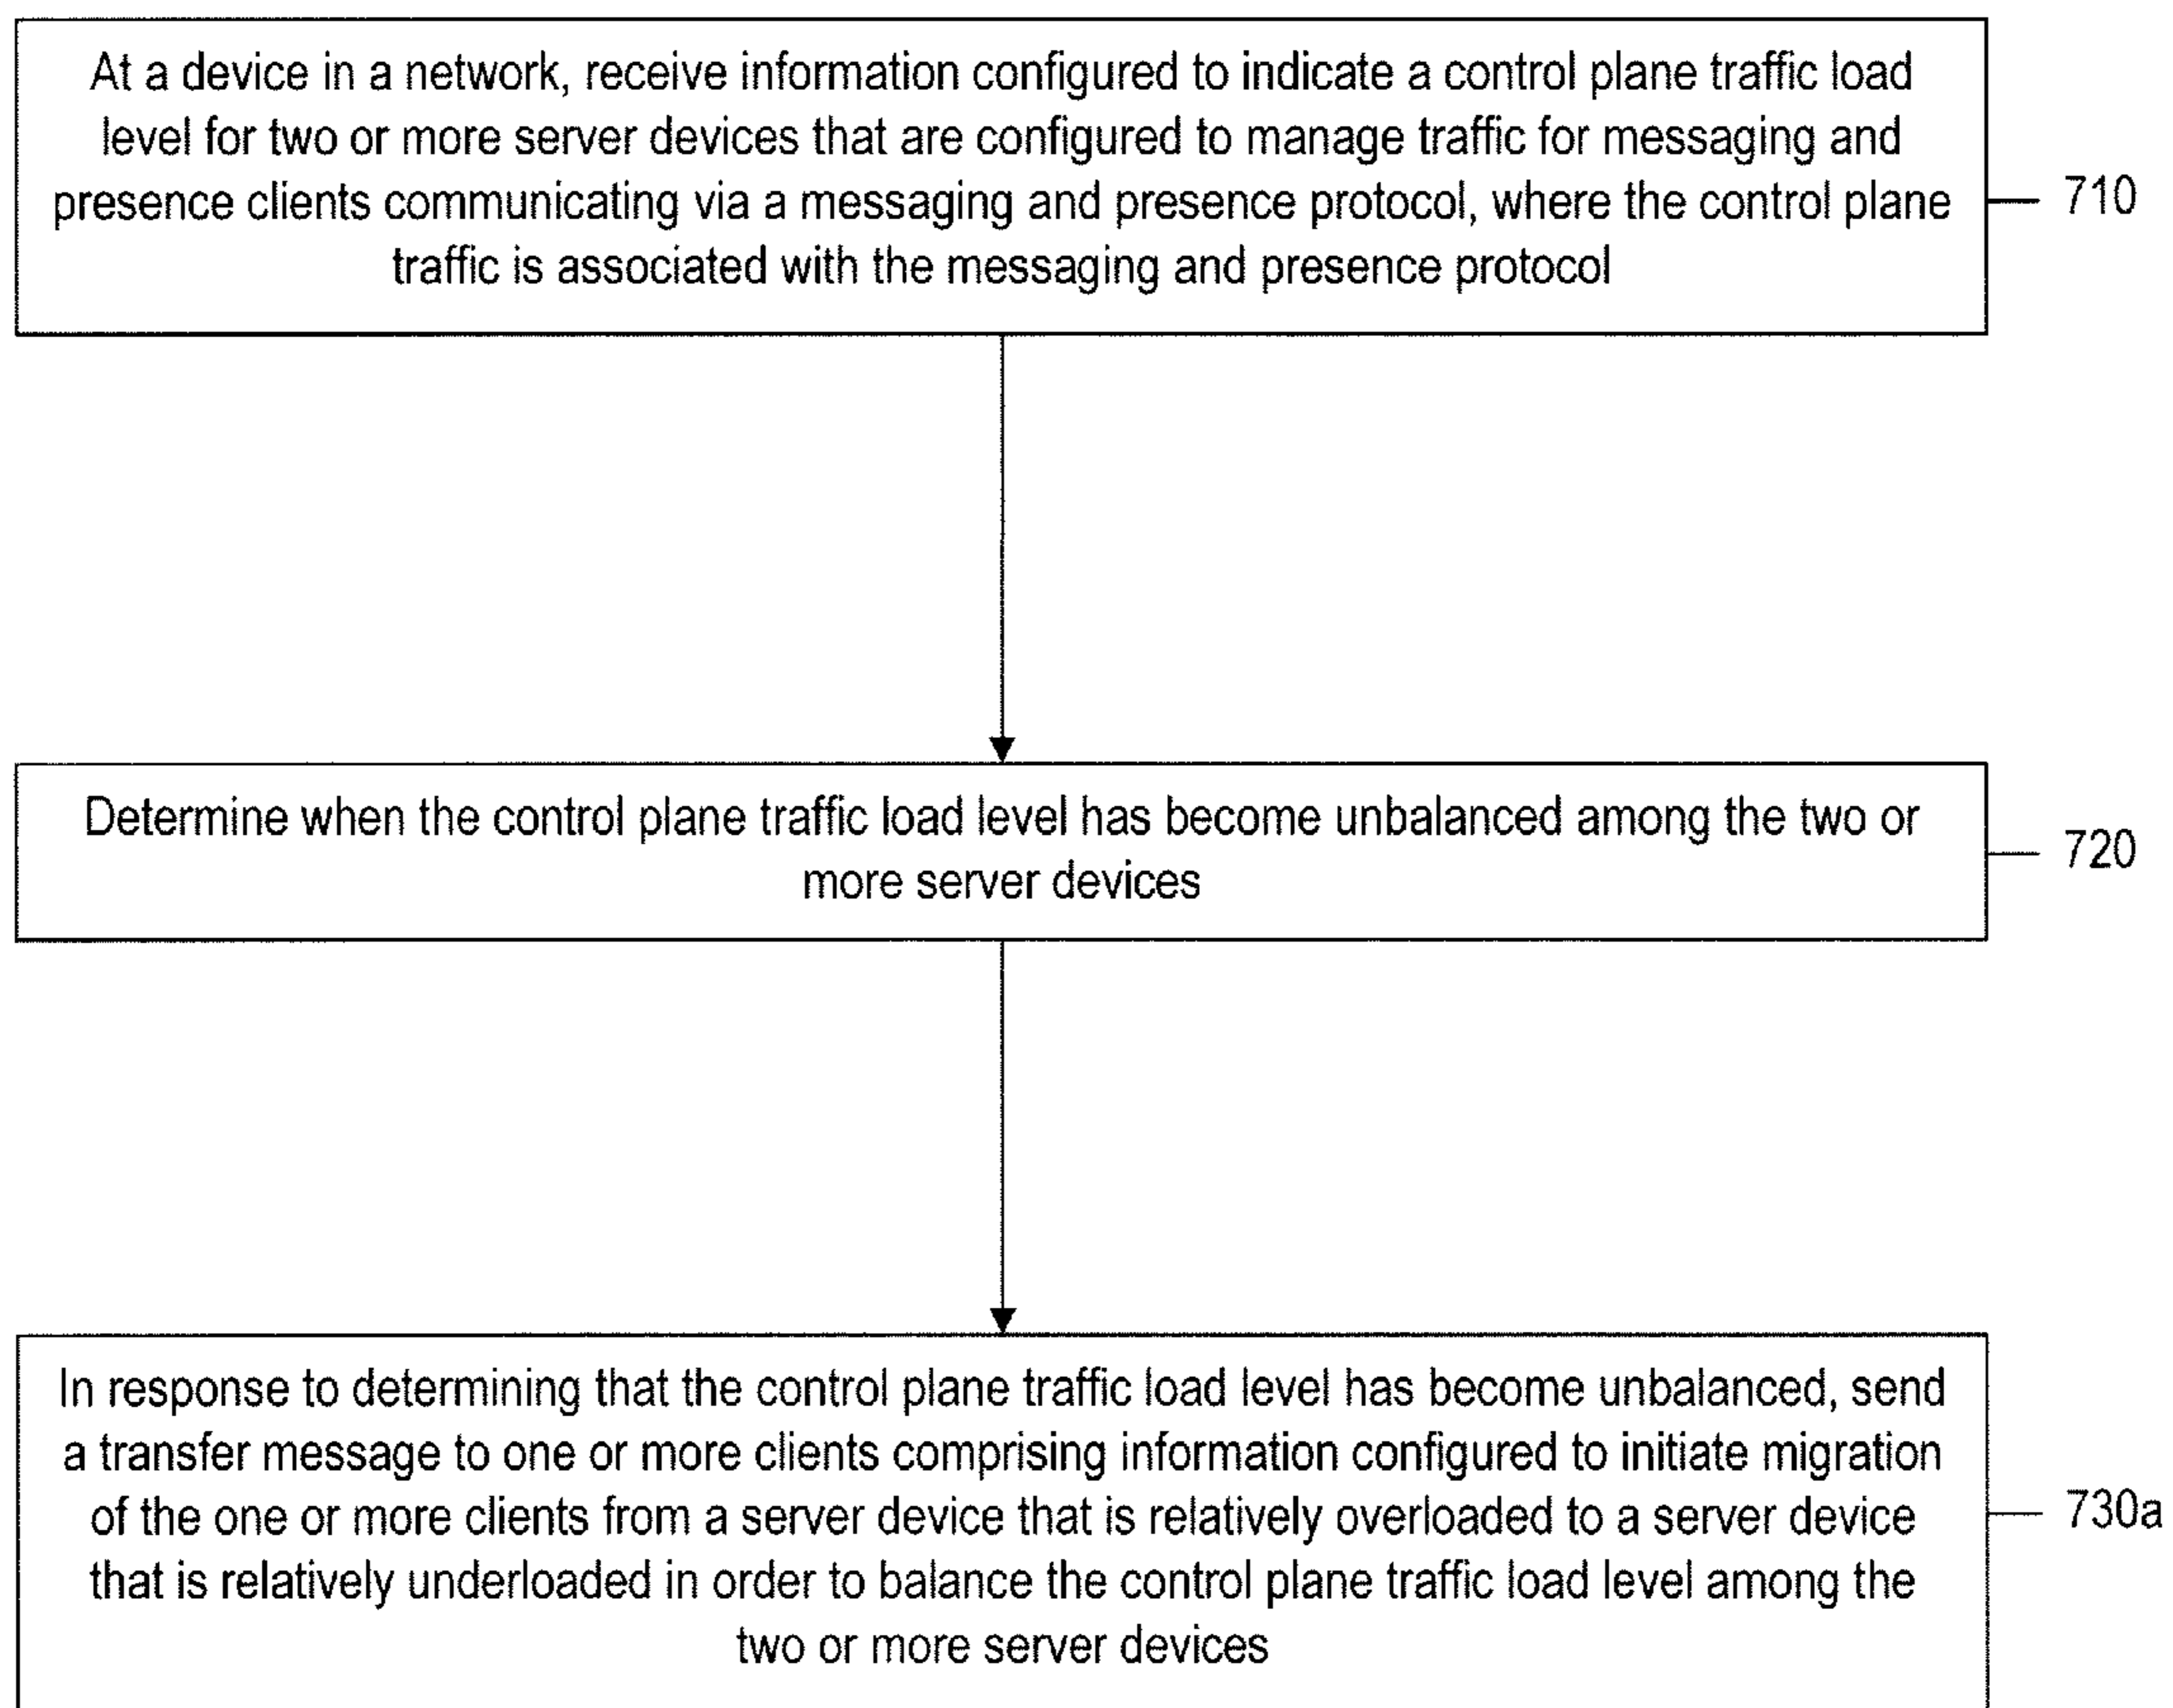 At a device in a network, receive information configured to indicate a control plane traffic load
level for two or more server devices that are configured to manage traffic for messaging and
presence clients communicating via a messaging and presence protocol, where the control plane
traffic is associated with the messaging and presence protocol
710
Determine when the control plane traffic load level has become unbalanced among the two or
more server devices
720
In response to determining that the control plane traffic load level has become unbalanced, send
a transfer message to one or more clients comprising information configured to initiate migration
of the one or more clients from a server device that is relatively overloaded to a server device
that is relatively underloaded in order to balance the control plane traffic load level among the
two or more server devices
730a